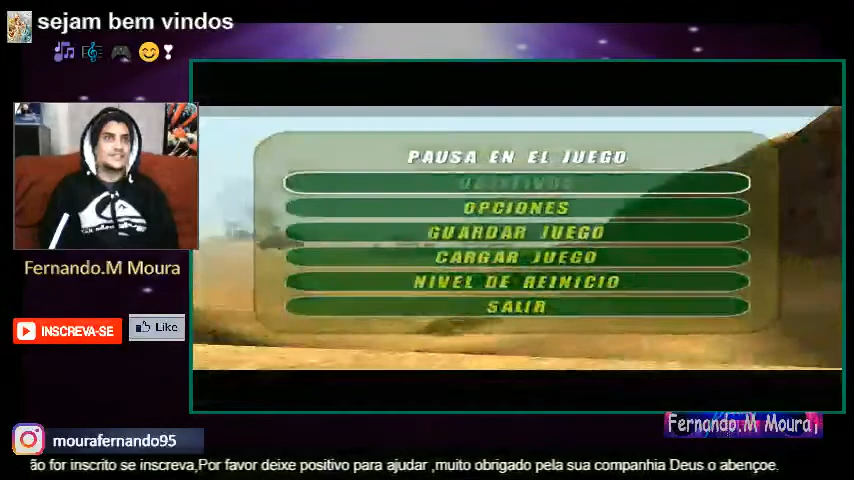 sejam bem vindos
PAUSA EN EL JUEGO
OBJETIVOS
OPCIONES
GUARDAR JUEGO
CARGAR JUEGO
NIVEL DE REINICIO
SALIR
Fernando.M Moura
INSCREVA-SE
Like
Fernando.M Moura
mourafernando95
ão for inscrito se inscreva,Por favor deixe positivo para ajudar ,muito obrigado pela sua companhia Deus o abençoe.